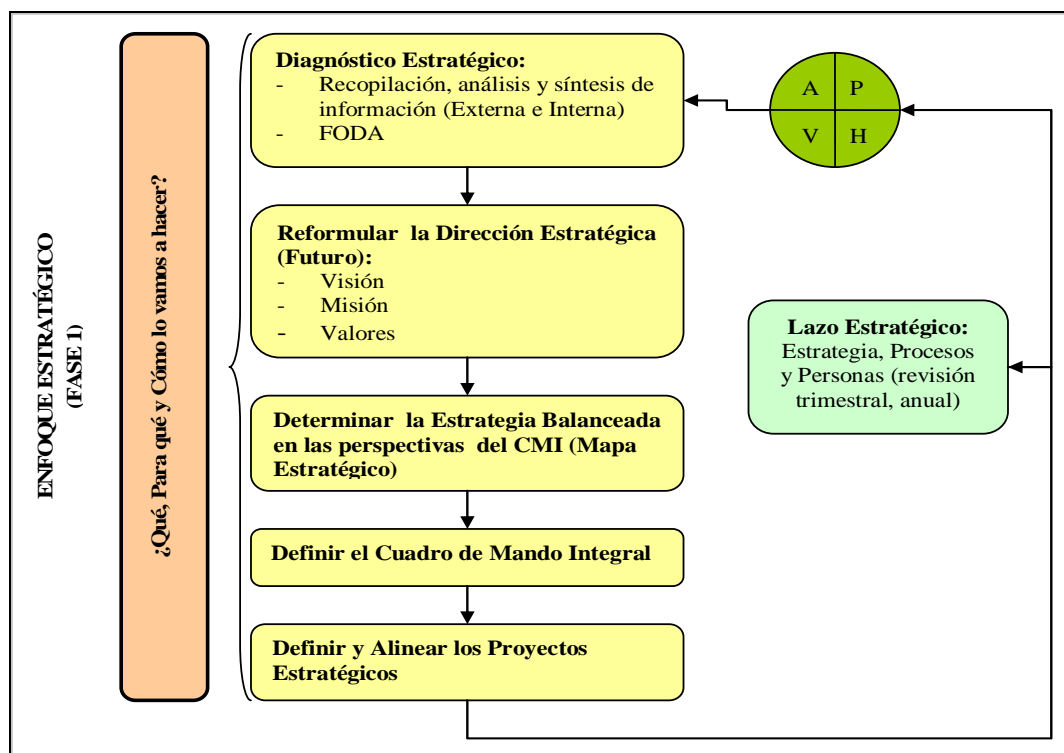 ENFOQUE ESTRATÉGICO
(FASE 1)
¿Qué, Para qué y Cómo lo vamos a hacer?
Diagnóstico Estratégico:
- Recopilación, análisis y síntesis de
información (Externa e Interna)
- FODA
Reformular la Dirección Estratégica
(Futuro):
- Visión
- Misión
- Valores
Determinar la Estrategia Balanceada
en las perspectivas del CMI (Mapa
Estratégico)
Definir el Cuadro de Mando Integral
Definir y Alinear los Proyectos
Estratégicos
A P
V H
Lazo Estratégico:
Estrategia, Procesos
y Personas (revisión
trimestral, anual)